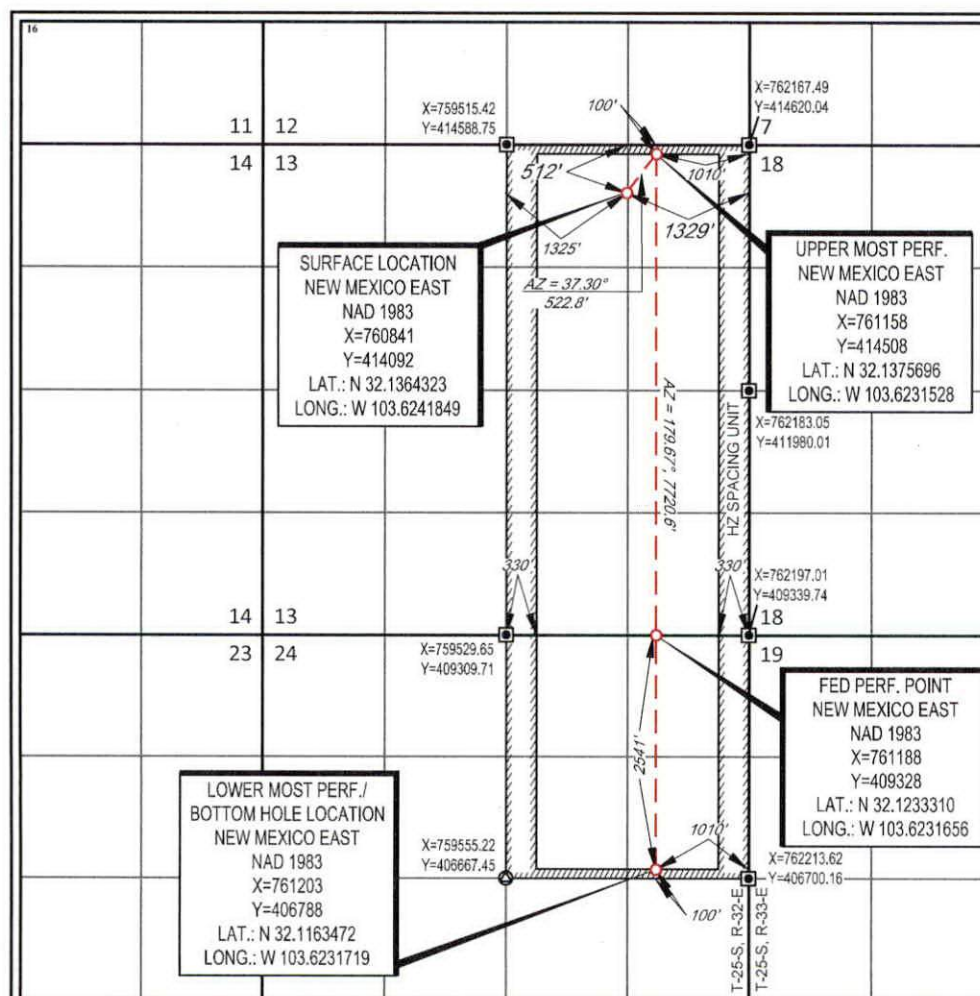 16
X=762167.49
Y=414620.04
X=759515.42
Y=414588.75
100'
11 12
7
14 13
18
512'
1010'
1325'
1329'
SURFACE LOCATION
NEW MEXICO EAST
NAD 1983
X=760841
Y=414092
LAT.: N 32.1364323
LONG.: W 103.6241849
AZ = 37.30°
522.8'
UPPER MOST PERF.
NEW MEXICO EAST
NAD 1983
X=761158
Y=414508
LAT.: N 32.1375696
LONG.: W 103.6231528
AZ = 179.67°, 7720.6'
HZ SPACING UNIT
X=762183.05
Y=411980.01
330'
330'
X=762197.01
Y=409339.74
14 13
18
23 24
19
X=759529.65
Y=409309.71
FED PERF. POINT
NEW MEXICO EAST
NAD 1983
X=761188
Y=409328
LAT.: N 32.1233310
LONG.: W 103.6231656
2541'
LOWER MOST PERF./
BOTTOM HOLE LOCATION
NEW MEXICO EAST
NAD 1983
X=761203
Y=406788
LAT.: N 32.1163472
LONG.: W 103.6231719
X=759555.22
Y=406667.45
1010'
X=762213.62
Y=406700.16
100'
T-25-S, R-32-E
T-25-S, R-33-E